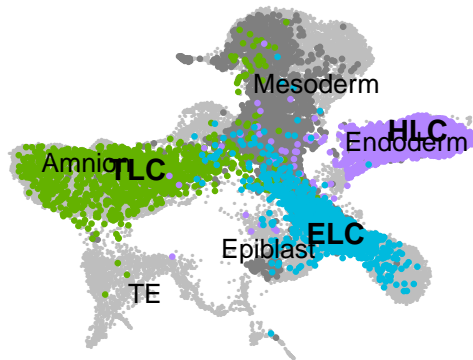 Mesoderm
HLC
Endoderm
Amnion
TLC
ELC
Epiblast
TE